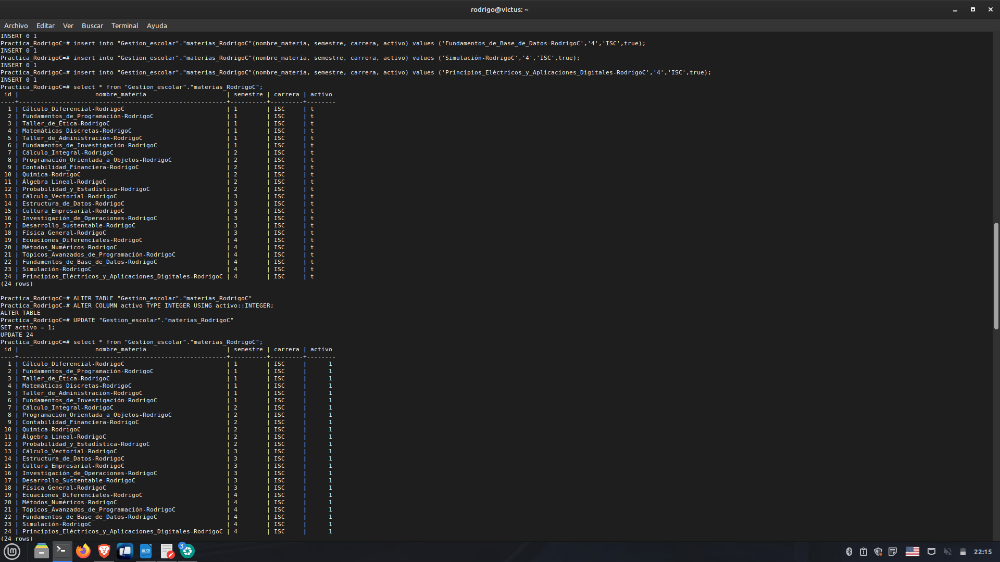 rodrigo@victus: ~
Archivo Editar Ver Buscar Terminal Ayuda
INSERT 0 1
Practica_RodrigoC=# insert into "Gestion_escolar"."materias_RodrigoC"(nombre_materia, semestre, carrera, activo) values ('Fundamentos_de_Base_de_Datos-RodrigoC','4','ISC',true);
INSERT 0 1
Practica_RodrigoC=# insert into "Gestion_escolar"."materias_RodrigoC"(nombre_materia, semestre, carrera, activo) values ('Simulación-RodrigoC','4','ISC',true);
INSERT 0 1
Practica_RodrigoC=# insert into "Gestion_escolar"."materias_RodrigoC"(nombre_materia, semestre, carrera, activo) values ('Principios_Eléctricos_y_Aplicaciones_Digitales-RodrigoC','4','ISC',true);
INSERT 0 1
Practica_RodrigoC=# select * from "Gestion_escolar"."materias_RodrigoC";
 id |                     nombre_materia                      | semestre | carrera | activo
----+---------------------------------------------------------+----------+---------+--------
  1 | Cálculo_Diferencial-RodrigoC                            | 1        | ISC     | t
  2 | Fundamentos_de_Programación-RodrigoC                    | 1        | ISC     | t
  3 | Taller_de_Ética-RodrigoC                                | 1        | ISC     | t
  4 | Matemáticas_Discretas-RodrigoC                          | 1        | ISC     | t
  5 | Taller_de_Administración-RodrigoC                       | 1        | ISC     | t
  6 | Fundamentos_de_Investigación-RodrigoC                   | 1        | ISC     | t
  7 | Cálculo_Integral-RodrigoC                               | 2        | ISC     | t
  8 | Programación_Orientada_a_Objetos-RodrigoC               | 2        | ISC     | t
  9 | Contabilidad_Financiera-RodrigoC                        | 2        | ISC     | t
 10 | Química-RodrigoC                                        | 2        | ISC     | t
 11 | Álgebra_Lineal-RodrigoC                                 | 2        | ISC     | t
 12 | Probabilidad_y_Estadística-RodrigoC                     | 2        | ISC     | t
 13 | Cálculo_Vectorial-RodrigoC                              | 3        | ISC     | t
 14 | Estructura_de_Datos-RodrigoC                            | 3        | ISC     | t
 15 | Cultura_Empresarial-RodrigoC                            | 3        | ISC     | t
 16 | Investigación_de_Operaciones-RodrigoC                   | 3        | ISC     | t
 17 | Desarrollo_Sustentable-RodrigoC                         | 3        | ISC     | t
 18 | Física_General-RodrigoC                                 | 3        | ISC     | t
 19 | Ecuaciones_Diferenciales-RodrigoC                       | 4        | ISC     | t
 20 | Métodos_Numéricos-RodrigoC                              | 4        | ISC     | t
 21 | Tópicos_Avanzados_de_Programación-RodrigoC              | 4        | ISC     | t
 22 | Fundamentos_de_Base_de_Datos-RodrigoC                   | 4        | ISC     | t
 23 | Simulación-RodrigoC                                     | 4        | ISC     | t
 24 | Principios_Eléctricos_y_Aplicaciones_Digitales-RodrigoC | 4        | ISC     | t
(24 rows)
Practica_RodrigoC=# ALTER TABLE "Gestion_escolar"."materias_RodrigoC"
Practica_RodrigoC-# ALTER COLUMN activo TYPE INTEGER USING activo::INTEGER;
ALTER TABLE
Practica_RodrigoC=# UPDATE "Gestion_escolar"."materias_RodrigoC"
SET activo = 1;
UPDATE 24
Practica_RodrigoC=# select * from "Gestion_escolar"."materias_RodrigoC";
 id |                     nombre_materia                      | semestre | carrera | activo
----+---------------------------------------------------------+----------+---------+--------
  1 | Cálculo_Diferencial-RodrigoC                            | 1        | ISC     |      1
  2 | Fundamentos_de_Programación-RodrigoC                    | 1        | ISC     |      1
  3 | Taller_de_Ética-RodrigoC                                | 1        | ISC     |      1
  4 | Matemáticas_Discretas-RodrigoC                          | 1        | ISC     |      1
  5 | Taller_de_Administración-RodrigoC                       | 1        | ISC     |      1
  6 | Fundamentos_de_Investigación-RodrigoC                   | 1        | ISC     |      1
  7 | Cálculo_Integral-RodrigoC                               | 2        | ISC     |      1
  8 | Programación_Orientada_a_Objetos-RodrigoC               | 2        | ISC     |      1
  9 | Contabilidad_Financiera-RodrigoC                        | 2        | ISC     |      1
 10 | Química-RodrigoC                                        | 2        | ISC     |      1
 11 | Álgebra_Lineal-RodrigoC                                 | 2        | ISC     |      1
 12 | Probabilidad_y_Estadística-RodrigoC                     | 2        | ISC     |      1
 13 | Cálculo_Vectorial-RodrigoC                              | 3        | ISC     |      1
 14 | Estructura_de_Datos-RodrigoC                            | 3        | ISC     |      1
 15 | Cultura_Empresarial-RodrigoC                            | 3        | ISC     |      1
 16 | Investigación_de_Operaciones-RodrigoC                   | 3        | ISC     |      1
 17 | Desarrollo_Sustentable-RodrigoC                         | 3        | ISC     |      1
 18 | Física_General-RodrigoC                                 | 3        | ISC     |      1
 19 | Ecuaciones_Diferenciales-RodrigoC                       | 4        | ISC     |      1
 20 | Métodos_Numéricos-RodrigoC                              | 4        | ISC     |      1
 21 | Tópicos_Avanzados_de_Programación-RodrigoC              | 4        | ISC     |      1
 22 | Fundamentos_de_Base_de_Datos-RodrigoC                   | 4        | ISC     |      1
 23 | Simulación-RodrigoC                                     | 4        | ISC     |      1
 24 | Principios_Eléctricos_y_Aplicaciones_Digitales-RodrigoC | 4        | ISC     |      1
(24 rows)
3
22:15